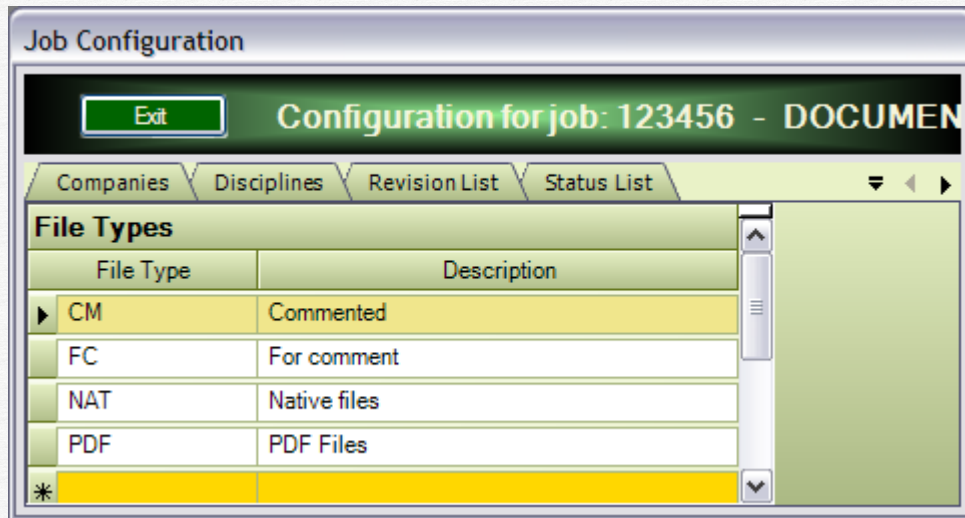 Job Configuration
Exit Configuration for job: 123456 - DOCUMEN
Companies Disciplines Revision List Status List
File Types
File Type Description
CM Commented
FC For comment
NAT Native files
PDF PDF Files